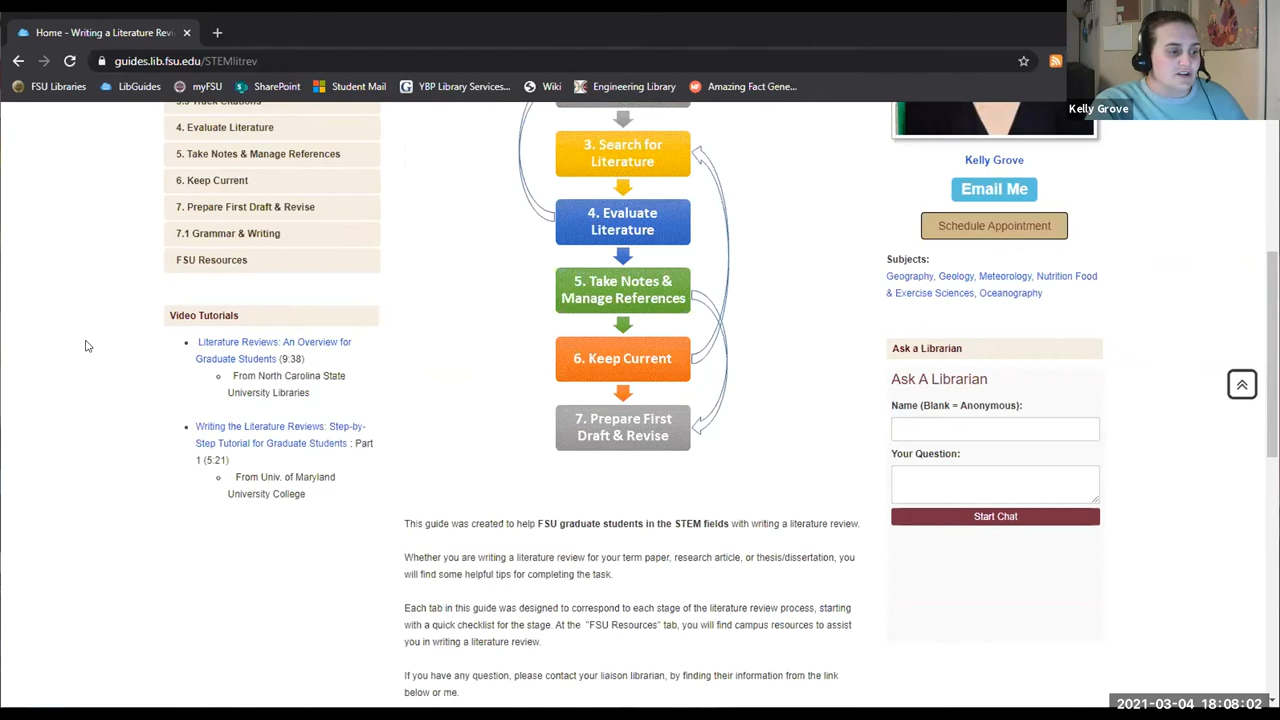 Home - Writing a Literature Revi
guides.lib.fsu.edu/STEMlitrev
FSU Libraries
LibGuides
myFSU
SharePoint
Student Mail
YBP Library Services...
Wiki
Engineering Library
Amazing Fact Gene...
Kelly Grove
3.3 Track Citations
4. Evaluate Literature
5. Take Notes & Manage References
6. Keep Current
7. Prepare First Draft & Revise
7.1 Grammar & Writing
FSU Resources
Video Tutorials
Literature Reviews: An Overview for
Graduate Students (9:38)
From North Carolina State
University Libraries
Writing the Literature Reviews: Step-by-
Step Tutorial for Graduate Students : Part
1 (5:21)
From Univ. of Maryland
University College
3. Search for
Literature
4. Evaluate
Literature
5. Take Notes &
Manage References
6. Keep Current
7. Prepare First
Draft & Revise
This guide was created to help FSU graduate students in the STEM fields with writing a literature review.
Whether you are writing a literature review for your term paper, research article, or thesis/dissertation, you
will find some helpful tips for completing the task.
Each tab in this guide was designed to correspond to each stage of the literature review process, starting
with a quick checklist for the stage. At the "FSU Resources" tab, you will find campus resources to assist
you in writing a literature review.
If you have any question, please contact your liaison librarian, by finding their information from the link
below or me.
Kelly Grove
Email Me
Schedule Appointment
Subjects:
Geography, Geology, Meteorology, Nutrition Food
& Exercise Sciences, Oceanography
Ask a Librarian
Ask A Librarian
Name (Blank = Anonymous):
Your Question:
Start Chat
2021-03-04 18:08:02